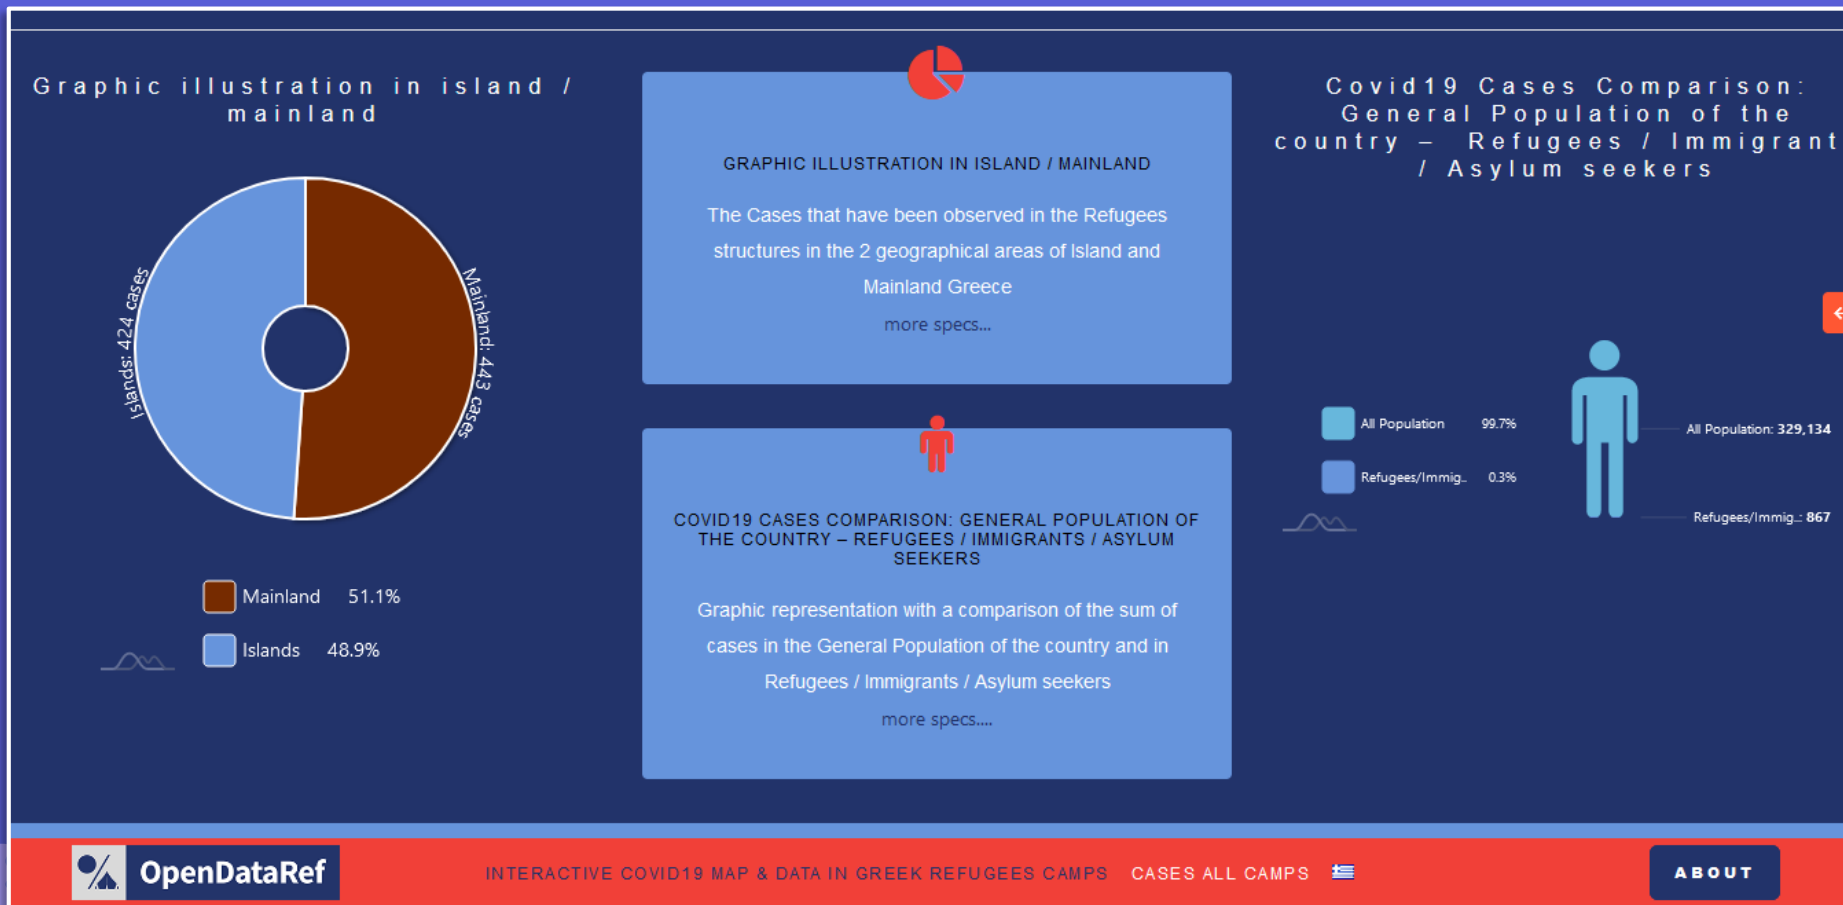 Graphic illustration in island /
mainland
Islands: 424 cases
Mainland: 443 cases
Mainland 51.1%
Islands 48.9%
GRAPHIC ILLUSTRATION IN ISLAND / MAINLAND
The Cases that have been observed in the Refugees
structures in the 2 geographical areas of Island and
Mainland Greece
more specs...
COVID19 CASES COMPARISON: GENERAL POPULATION OF
THE COUNTRY – REFUGEES / IMMIGRANTS / ASYLUM
SEEKERS
Graphic representation with a comparison of the sum of
cases in the General Population of the country and in
Refugees / Immigrants / Asylum seekers
more specs....
Covid19 Cases Comparison:
General Population of the
country – Refugees / Immigrant
/ Asylum seekers
All Population 99.7%
Refugees/Immig.. 0.3%
All Population: 329,134
Refugees/Immig..: 867
OpenDataRef
INTERACTIVE COVID19 MAP & DATA IN GREEK REFUGEES CAMPS CASES ALL CAMPS
ABOUT